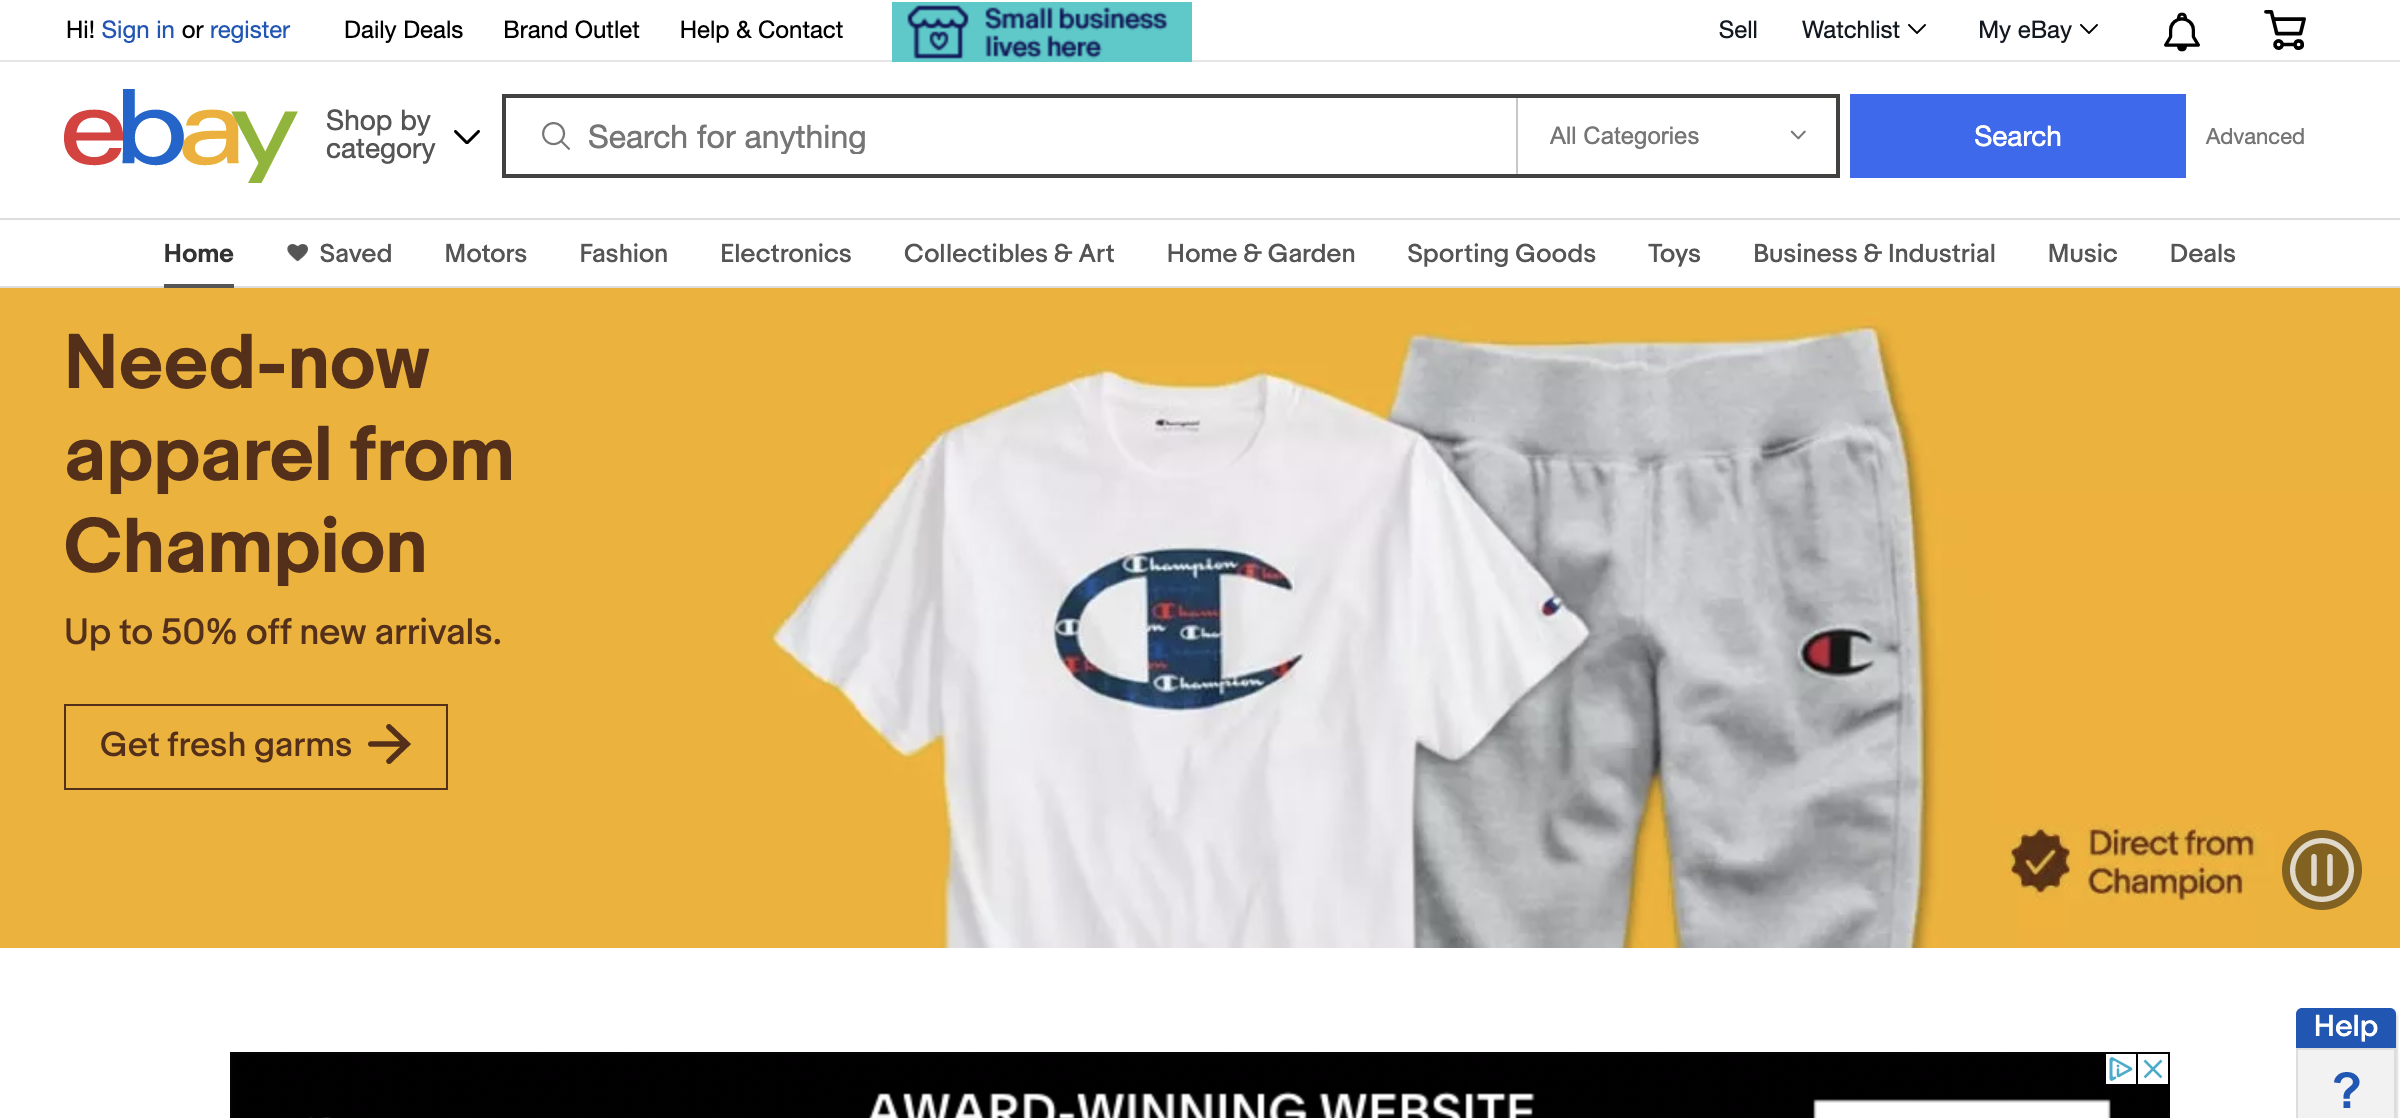 Hi! Sign in or register Daily Deals Brand Outlet Help & Contact
Small business
lives here
Sell Watchlist My eBay
ebay
Shop by
category
Search for anything
All Categories
Search
Advanced
Home Saved Motors Fashion Electronics Collectibles & Art Home & Garden Sporting Goods Toys Business & Industrial Music Deals
Need-now
apparel from
Champion
Up to 50% off new arrivals.
Get fresh garms
Champion
Champion
Champion
Direct from
Champion
Help
?
AWARD-WINNING WEBSITE